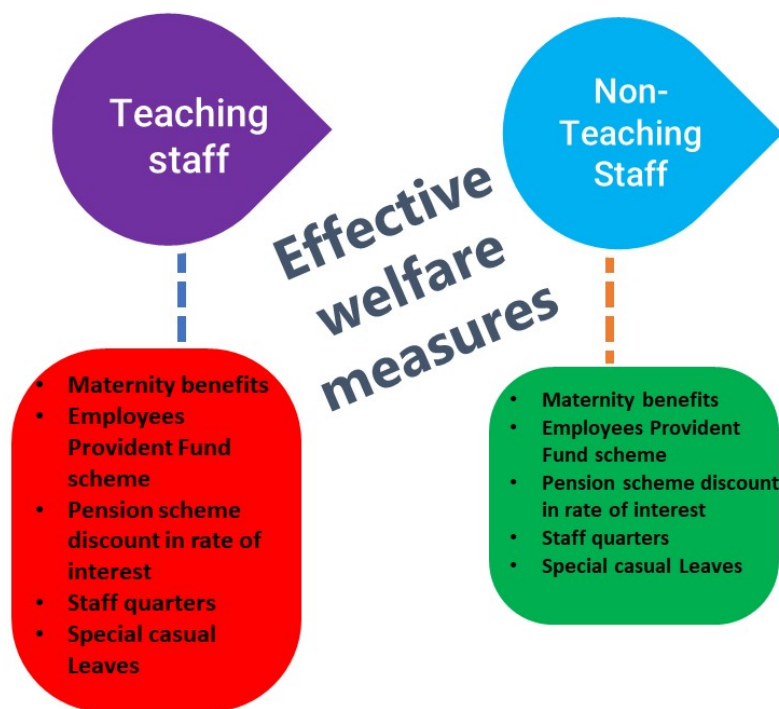 Teaching
staff
Non-
Teaching
Staff
Effective
welfare
measures
• Maternity benefits
• Employees
Provident Fund
scheme
• Pension scheme
discount in rate of
interest
• Staff quarters
• Special casual
Leaves
• Maternity benefits
• Employees Provident
Fund scheme
• Pension scheme discount
in rate of interest
• Staff quarters
• Special casual Leaves